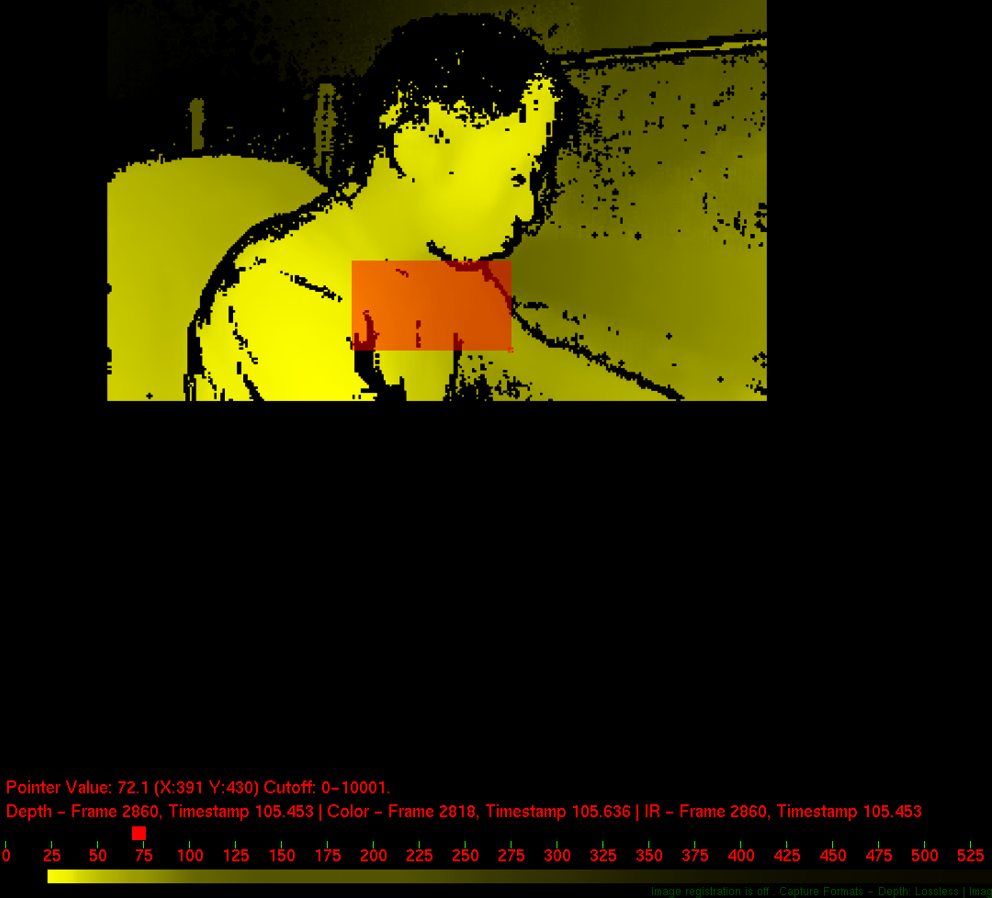 Pointer Value: 72.1 (X:391 Y:430) Cutoff: 0-10001.
Depth - Frame 2860, Timestamp 105.453 | Color - Frame 2818, Timestamp 105.636 | IR - Frame 2860, Timestamp 105.453
0 25 50 75 100 125 150 175 200 225 250 275 300 325 350 375 400 425 450 475 500 525
Image registration is off . Capture Formats - Depth: Lossless | Imag